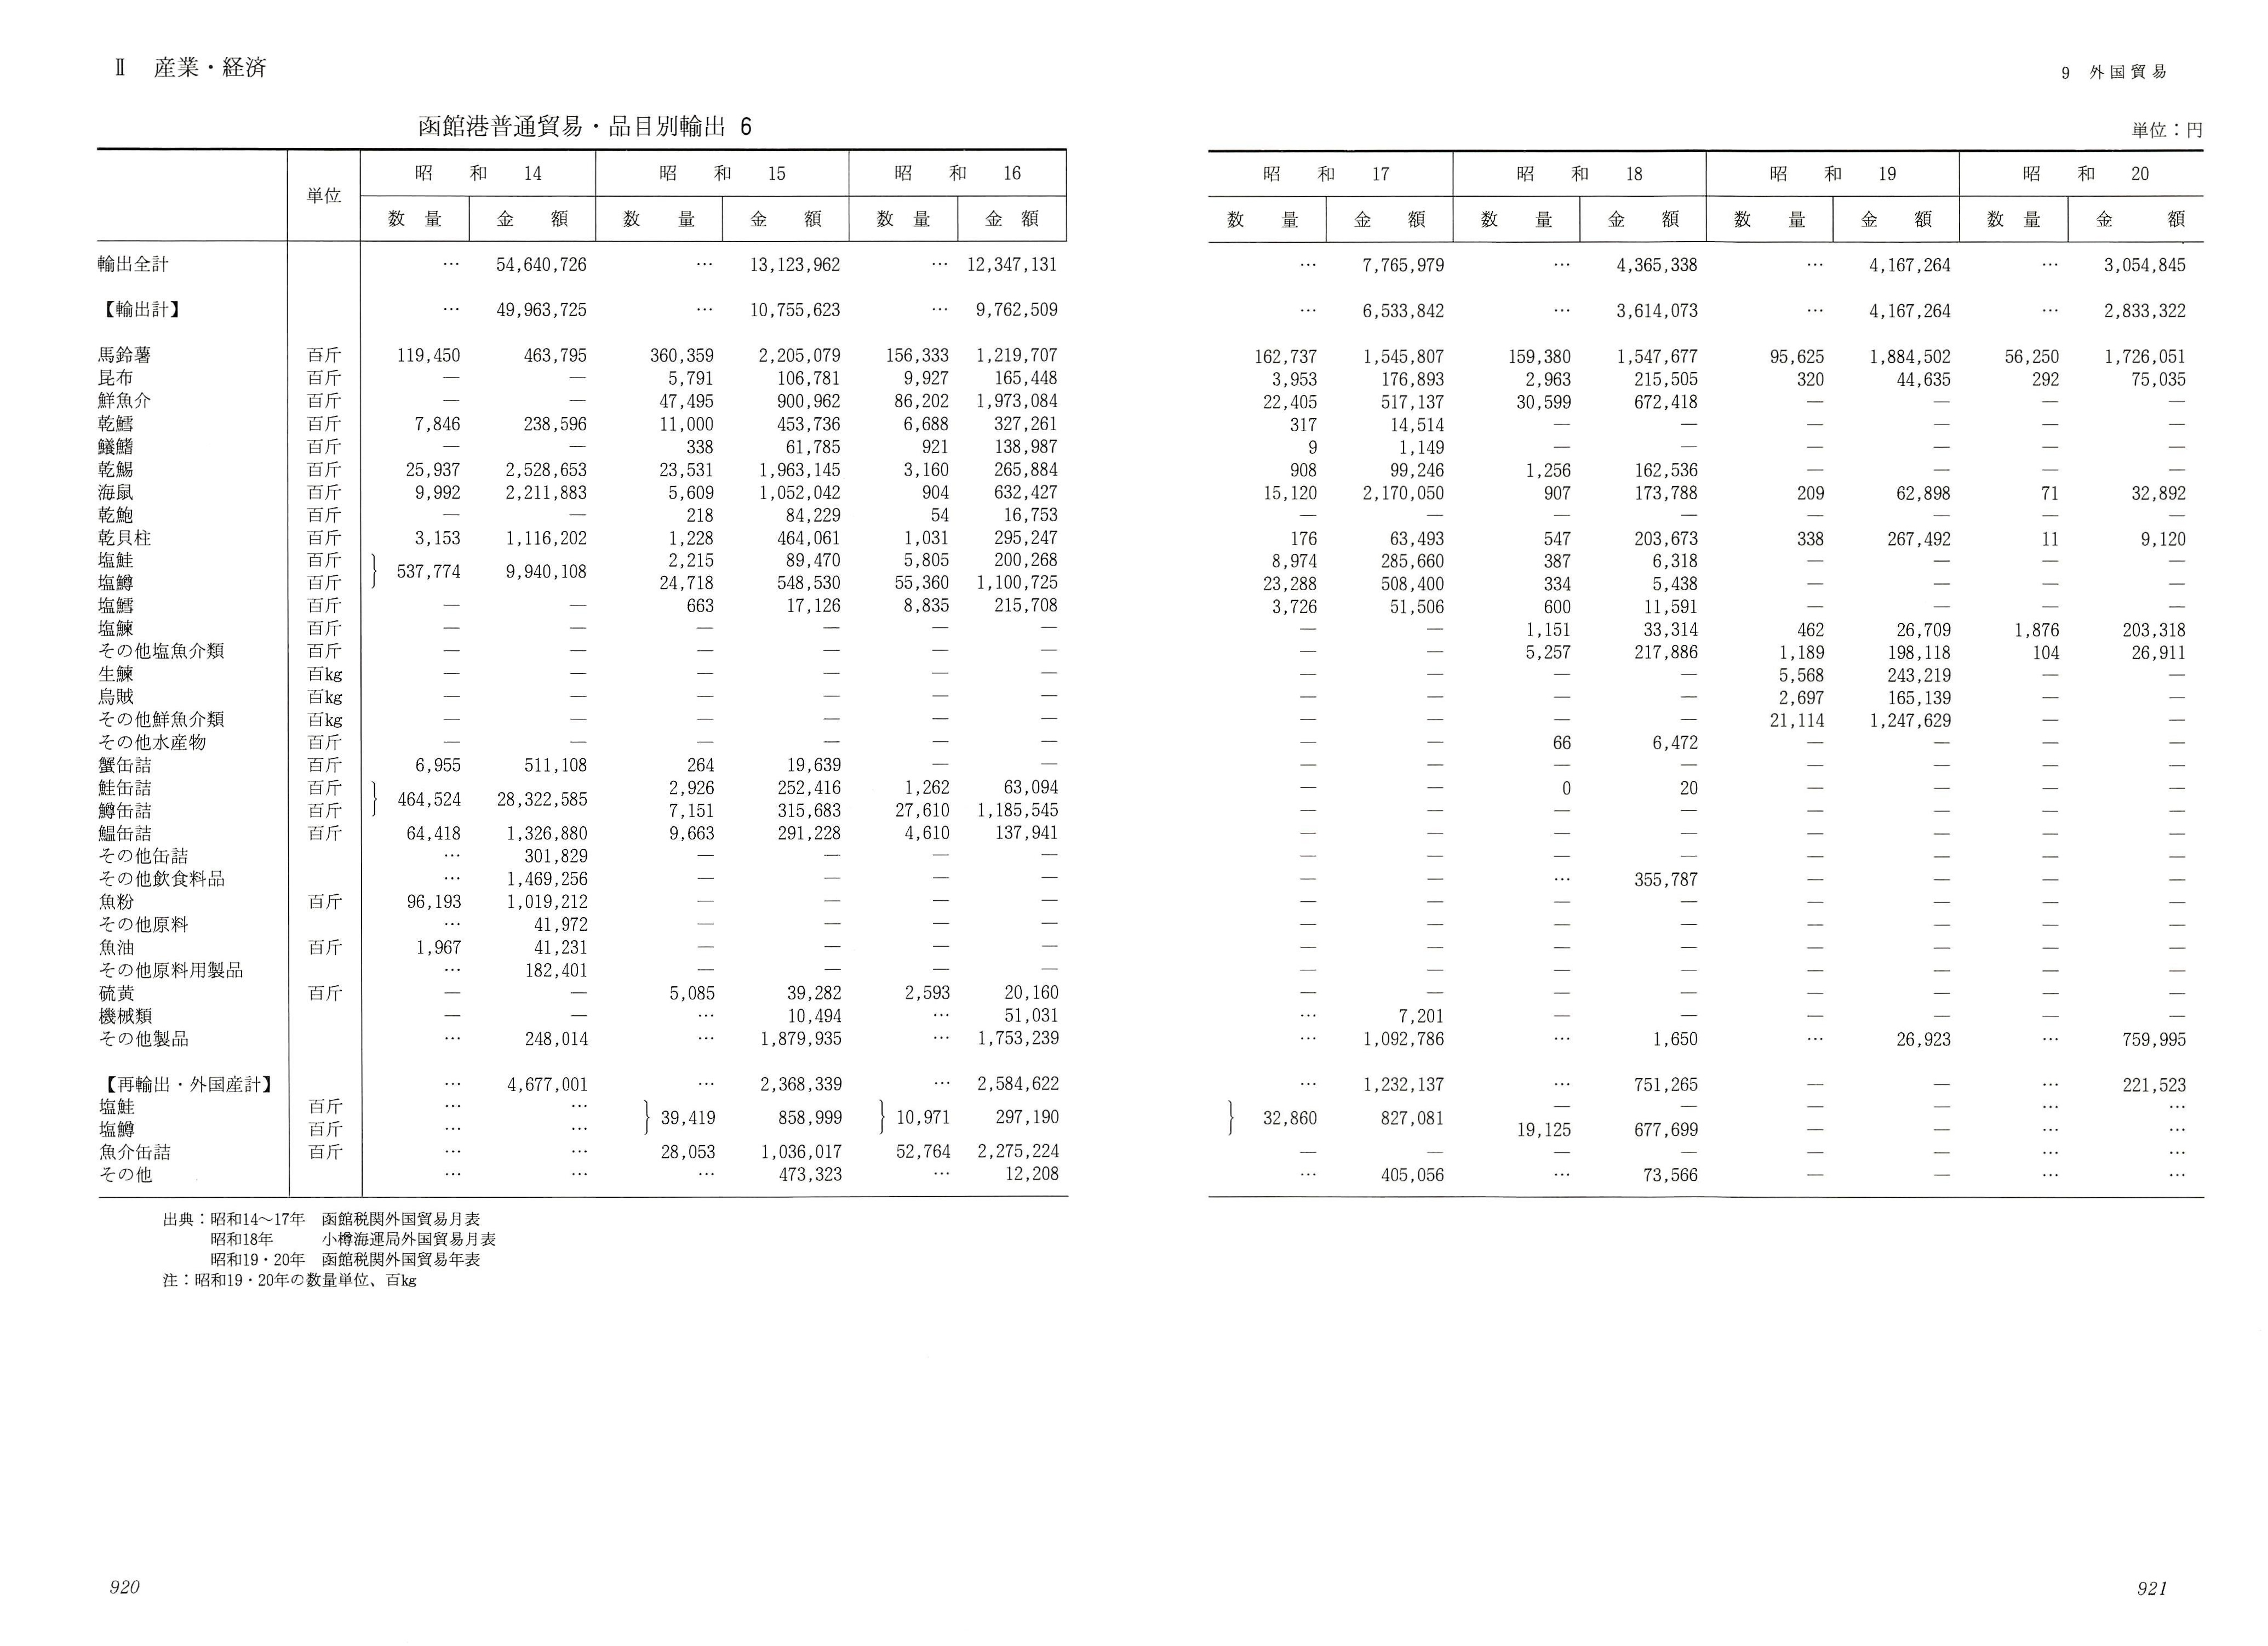 Ⅱ 産業・経済
函館港普通貿易・品目別輸出 6
単位 昭和14 昭和15 昭和16
数量 金額 数量 金額 数量 金額
輸出全計 … 54,640,726 … 13,123,962 … 12,347,131
【輸出計】 … 49,963,725 … 10,755,623 … 9,762,509
馬鈴薯 百斤 119,450 463,795 360,359 2,205,079 156,333 1,219,707
昆布 百斤 — — 5,791 106,781 9,927 165,448
鮮魚介 百斤 — — 47,495 900,962 86,202 1,973,084
乾鱈 百斤 7,846 238,596 11,000 453,736 6,688 327,261
鱶鰭 百斤 — — 338 61,785 921 138,987
乾鯣 百斤 25,937 2,528,653 23,531 1,963,145 3,160 265,884
海鼠 百斤 9,992 2,211,883 5,609 1,052,042 904 632,427
乾鮑 百斤 — — 218 84,229 54 16,753
乾貝柱 百斤 3,153 1,116,202 1,228 464,061 1,031 295,247
塩鮭 百斤 } 537,774 9,940,108 2,215 89,470 5,805 200,268
塩鱒 百斤 24,718 548,530 55,360 1,100,725
塩鱈 百斤 — — 663 17,126 8,835 215,708
塩鰊 百斤 — — — — — —
その他塩魚介類 百斤 — — — — — —
生鰊 百kg — — — — — —
烏賊 百kg — — — — — —
その他鮮魚介類 百kg — — — — — —
その他水産物 百斤 — — — — — —
蟹缶詰 百斤 6,955 511,108 264 19,639 — —
鮭缶詰 百斤 } 464,524 28,322,585 2,926 252,416 1,262 63,094
鱒缶詰 百斤 7,151 315,683 27,610 1,185,545
鰮缶詰 百斤 64,418 1,326,880 9,663 291,228 4,610 137,941
その他缶詰 … 301,829 — — — —
その他飲食料品 … 1,469,256 — — — —
魚粉 百斤 96,193 1,019,212 — — — —
その他原料 … 41,972 — — — —
魚油 百斤 1,967 41,231 — — — —
その他原料用製品 … 182,401 — — — —
硫黄 百斤 — — 5,085 39,282 2,593 20,160
機械類 — — … 10,494 … 51,031
その他製品 … 248,014 … 1,879,935 … 1,753,239
【再輸出・外国産計】 … 4,677,001 … 2,368,339 … 2,584,622
塩鮭 百斤 … … } 39,419 858,999 } 10,971 297,190
塩鱒 百斤 … …
魚介缶詰 百斤 … … 28,053 1,036,017 52,764 2,275,224
その他 … … … 473,323 … 12,208
出典：昭和14～17年 函館税関外国貿易月表
昭和18年 小樽海運局外国貿易月表
昭和19・20年 函館税関外国貿易年表
注：昭和19・20年の数量単位、百kg
920
9 外国貿易
単位：円
昭和17 昭和18 昭和19 昭和20
数量 金額 数量 金額 数量 金額 数量 金額
… 7,765,979 … 4,365,338 … 4,167,264 … 3,054,845
… 6,533,842 … 3,614,073 … 4,167,264 … 2,833,322
162,737 1,545,807 159,380 1,547,677 95,625 1,884,502 56,250 1,726,051
3,953 176,893 2,963 215,505 320 44,635 292 75,035
22,405 517,137 30,599 672,418 — — — —
317 14,514 — — — — — —
9 1,149 — — — — — —
908 99,246 1,256 162,536 — — — —
15,120 2,170,050 907 173,788 209 62,898 71 32,892
— — — — — — — —
176 63,493 547 203,673 338 267,492 11 9,120
8,974 285,660 387 6,318 — — — —
23,288 508,400 334 5,438 — — — —
3,726 51,506 600 11,591 — — — —
— — 1,151 33,314 462 26,709 1,876 203,318
— — 5,257 217,886 1,189 198,118 104 26,911
— — — — 5,568 243,219 — —
— — — — 2,697 165,139 — —
— — — — 21,114 1,247,629 — —
— — 66 6,472 — — — —
— — — — — — — —
— — 0 20 — — — —
— — — — — — — —
— — — — — — — —
— — — — — — — —
— — … 355,787 — — — —
— — — — — — — —
— — — — — — — —
— — — — — — — —
— — — — — — — —
— — — — — — — —
… 7,201 — — — — — —
… 1,092,786 … 1,650 … 26,923 … 759,995
… 1,232,137 … 751,265 — — … 221,523
} 32,860 827,081 — — — — … …
19,125 677,699 — — … …
— — — — — — … …
… 405,056 … 73,566 — — … …
921